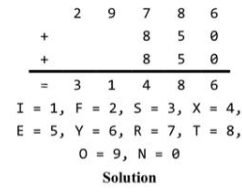 2 9 7 8 6
+ 8 5 0
+ 8 5 0
= 3 1 4 8 6
I = 1, F = 2, S = 3, X = 4,
E = 5, Y = 6, R = 7, T = 8,
O = 9, N = 0
Solution